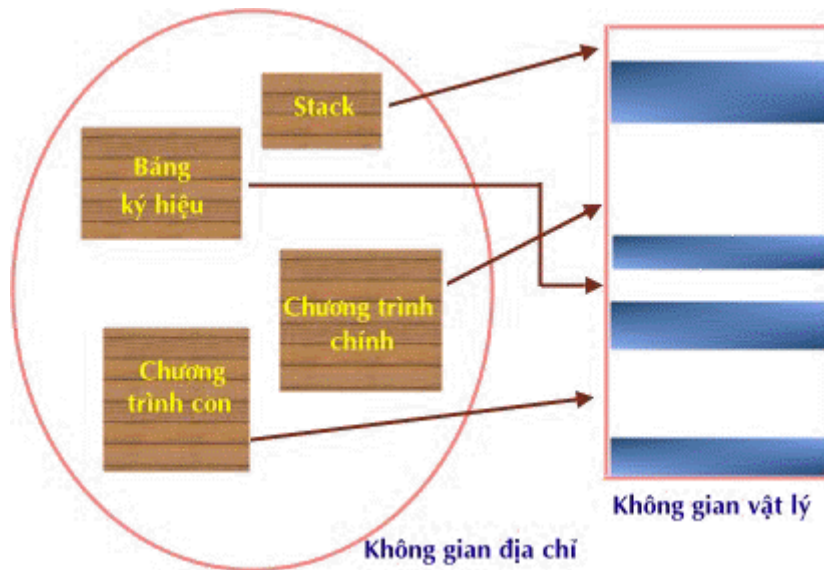 Stack
Bảng
ký hiệu
Chương trình
chính
Chương
trình con
Không gian vật lý
Không gian địa chỉ